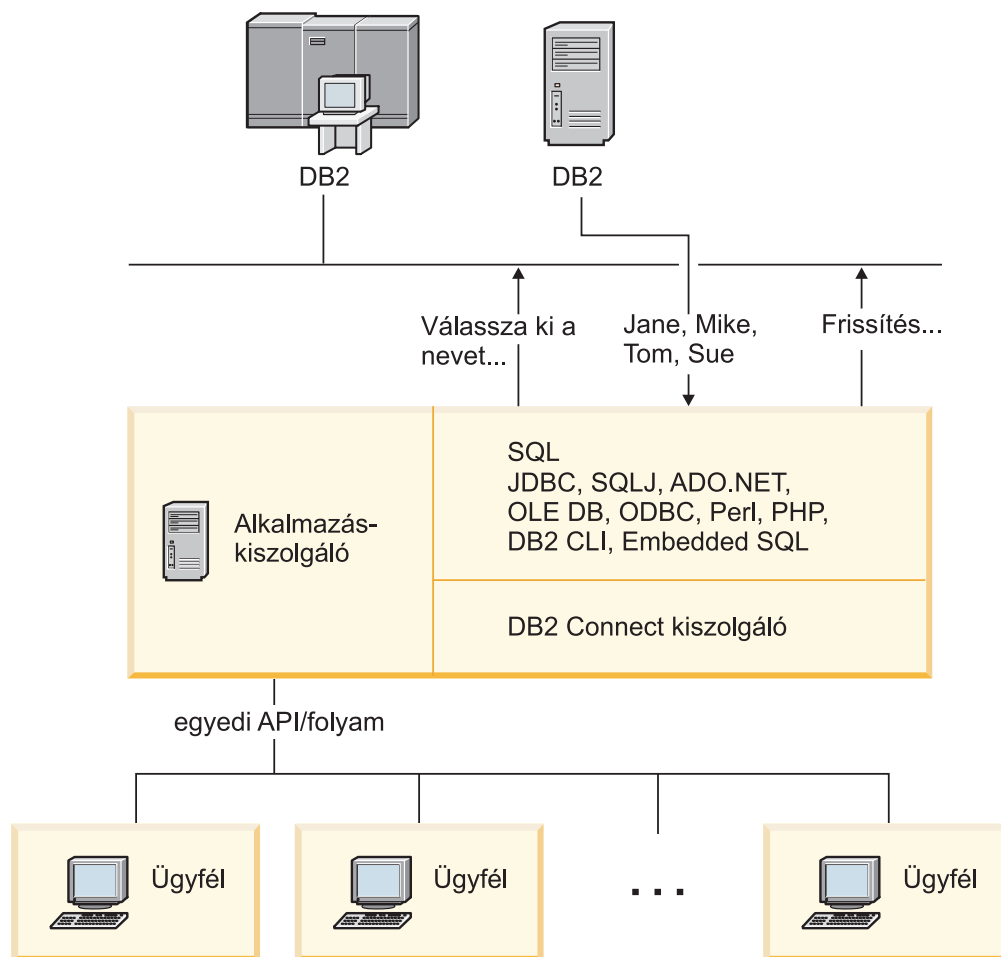 DB2
DB2
Válassza ki a
nevet...
Jane, Mike,
Tom, Sue
Frissítés...
Alkalmazás-
kiszolgáló
SQL
JDBC, SQLJ, ADO.NET,
OLE DB, ODBC, Perl, PHP,
DB2 CLI, Embedded SQL
DB2 Connect kiszolgáló
egyedi API/folyam
Ügyfél
Ügyfél
...
Ügyfél